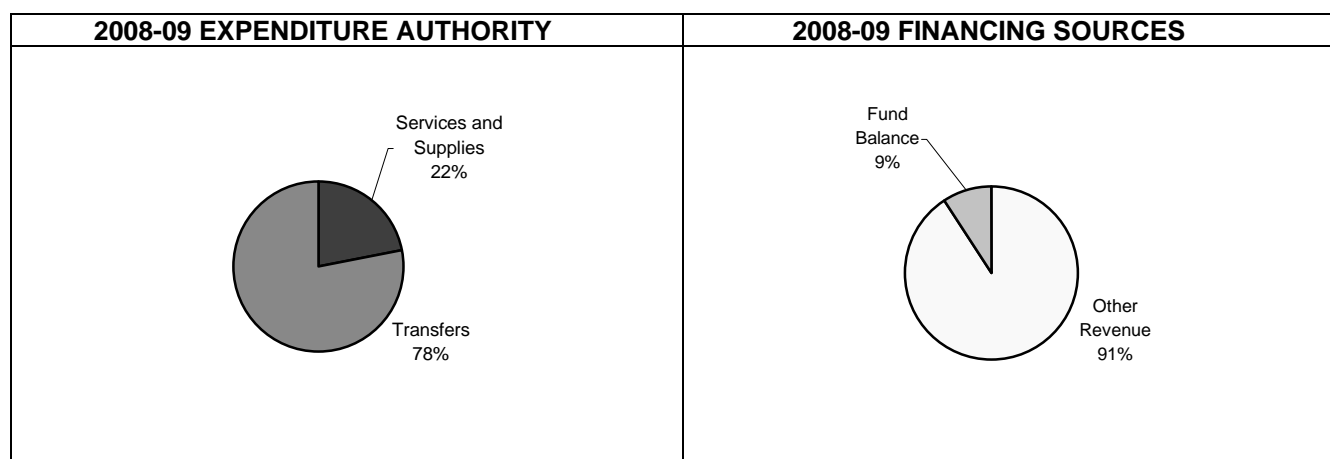 2008-09 EXPENDITURE AUTHORITY
Services and
Supplies
22%
Transfers
78%
2008-09 FINANCING SOURCES
Fund
Balance
9%
Other
Revenue
91%